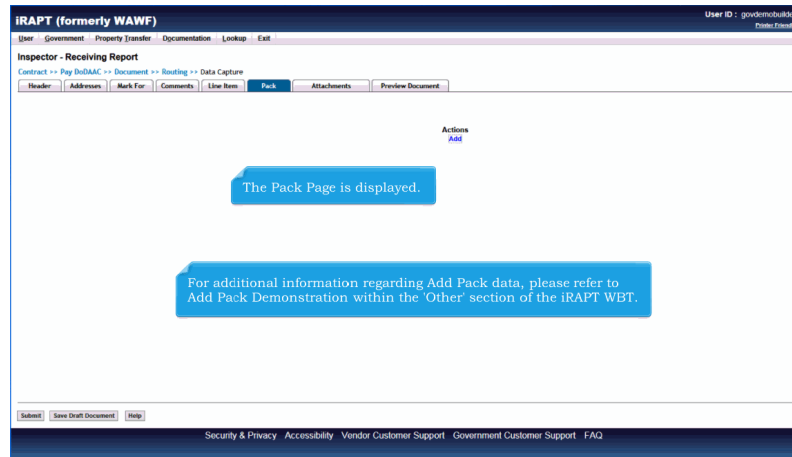 iRAPT (formerly WAWF)
User ID : govdemobuilde
Printer Friend
User Government Property Transfer Documentation Lookup Exit
Inspector - Receiving Report
Contract >> Pay DoDAAC >> Document >> Routing >> Data Capture
Header Addresses Mark For Comments Line Item Pack Attachments Preview Document
Actions
Add
The Pack Page is displayed.
For additional information regarding Add Pack data, please refer to
Add Pack Demonstration within the 'Other' section of the iRAPT WBT.
Submit Save Draft Document Help
Security & Privacy Accessibility Vendor Customer Support Government Customer Support FAQ